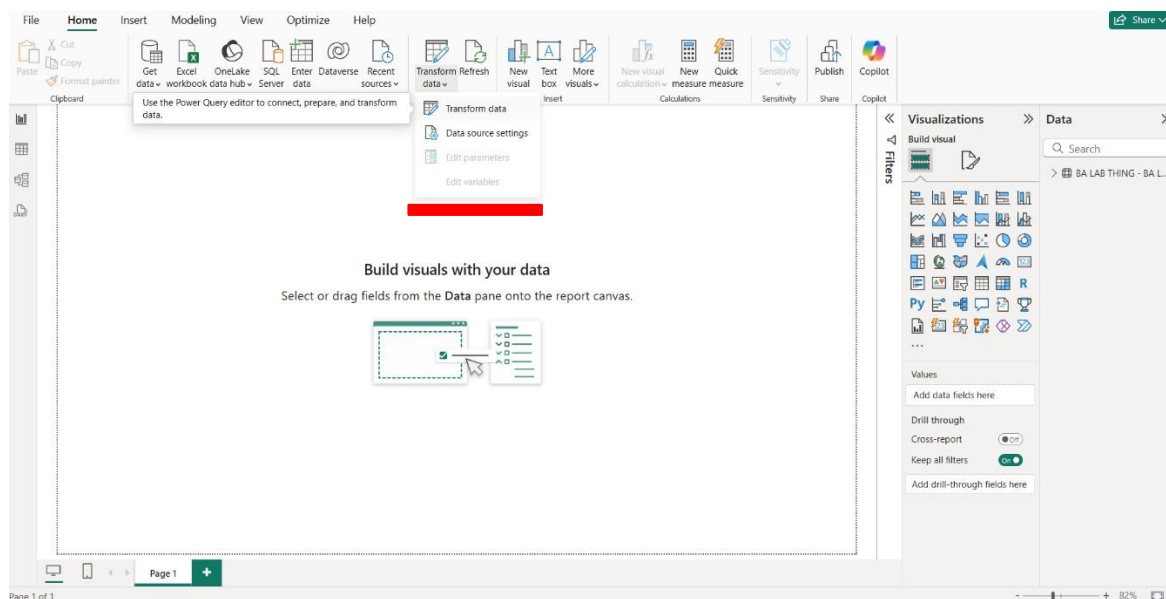 File Home Insert Modeling View Optimize Help
Share
Paste
Cut
Copy
Format painter
Clipboard
Get data
Excel workbook
OneLake data hub
SQL Server
Enter data
Dataverse
Recent sources
Transform data
Refresh
New visual
Text box
More visuals
Insert
New visual calculation
New measure
Quick measure
Calculations
Sensitivity
Sensitivity
Publish
Share
Copilot
Copilot
Use the Power Query editor to connect, prepare, and transform
data.
Transform data
Data source settings
Edit parameters
Edit variables
Build visuals with your data
Select or drag fields from the Data pane onto the report canvas.
Filters
Visualizations
Build visual
R
Py
...
Values
Add data fields here
Drill through
Cross-report
Off
Keep all filters
On
Add drill-through fields here
Data
Search
BA LAB THING - BA L...
Page 1
+
Page 1 of 1
- + 82%